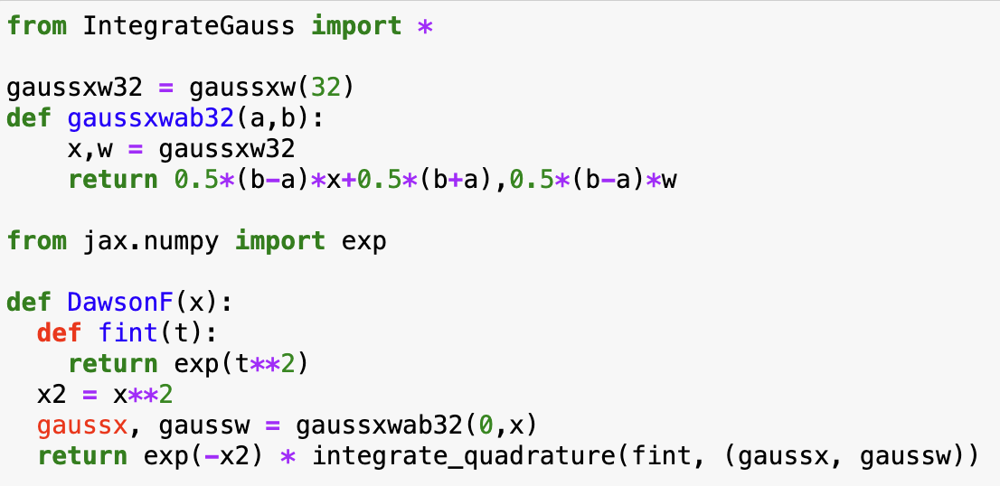 from IntegrateGauss import *
gaussxw32 = gaussxw(32)
def gaussxwab32(a,b):
    x,w = gaussxw32
    return 0.5*(b-a)*x+0.5*(b+a),0.5*(b-a)*w
from jax.numpy import exp
def DawsonF(x):
  def fint(t):
    return exp(t**2)
  x2 = x**2
  gaussx, gaussw = gaussxwab32(0,x)
  return exp(-x2) * integrate_quadrature(fint, (gaussx, gaussw))